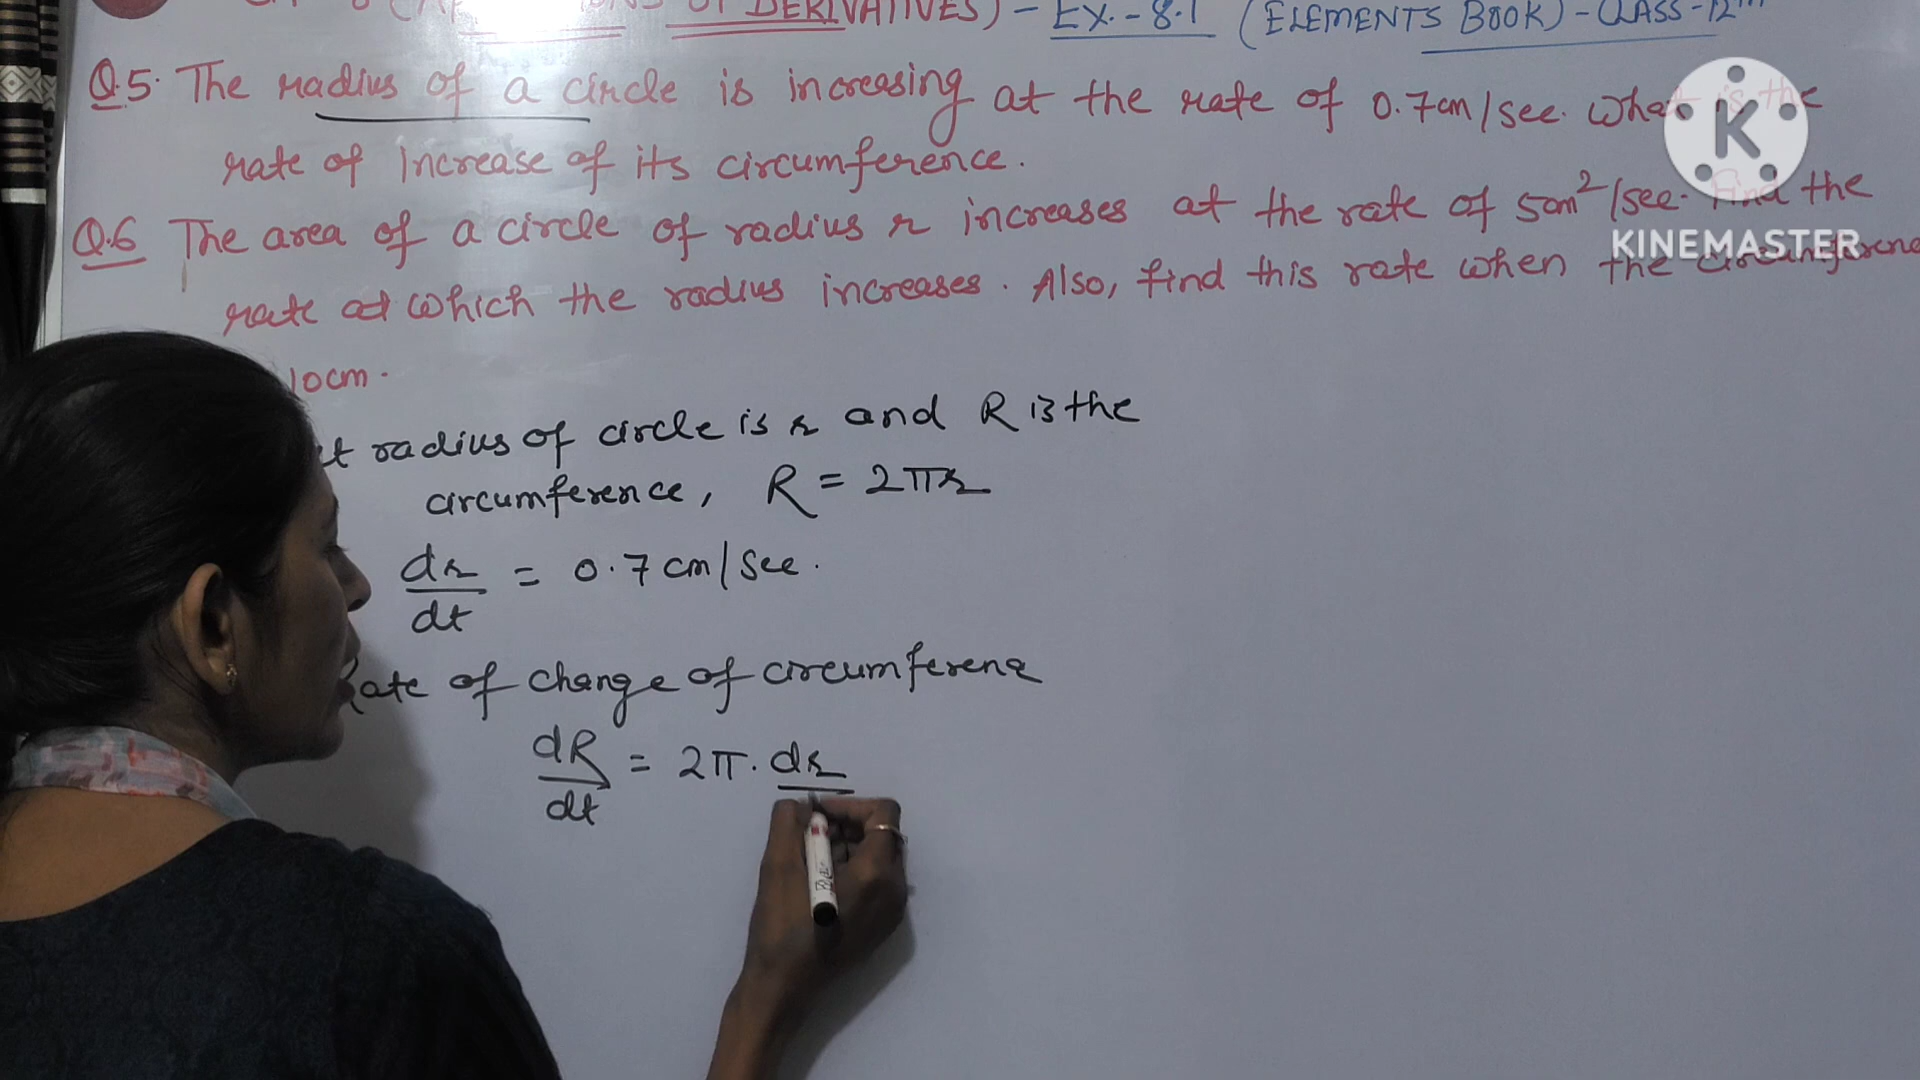 DERIVATIVES) - EX.-8.1 (ELEMENTS BOOK) - CLASS-12th
Q.5. The radius of a circle is increasing at the rate of 0.7cm/sec. What is the
rate of increase of its circumference.
Q.6 The area of a circle of radius r increases at the rate of 5cm²/sec. Find the
rate at which the radius increases. Also, find this rate when the circumference
10cm.
radius of circle is r and R is the
circumference, R = 2πr
dr/dt = 0.7cm/sec.
Rate of change of circumference
dR/dt = 2π. dr
KINEMASTER